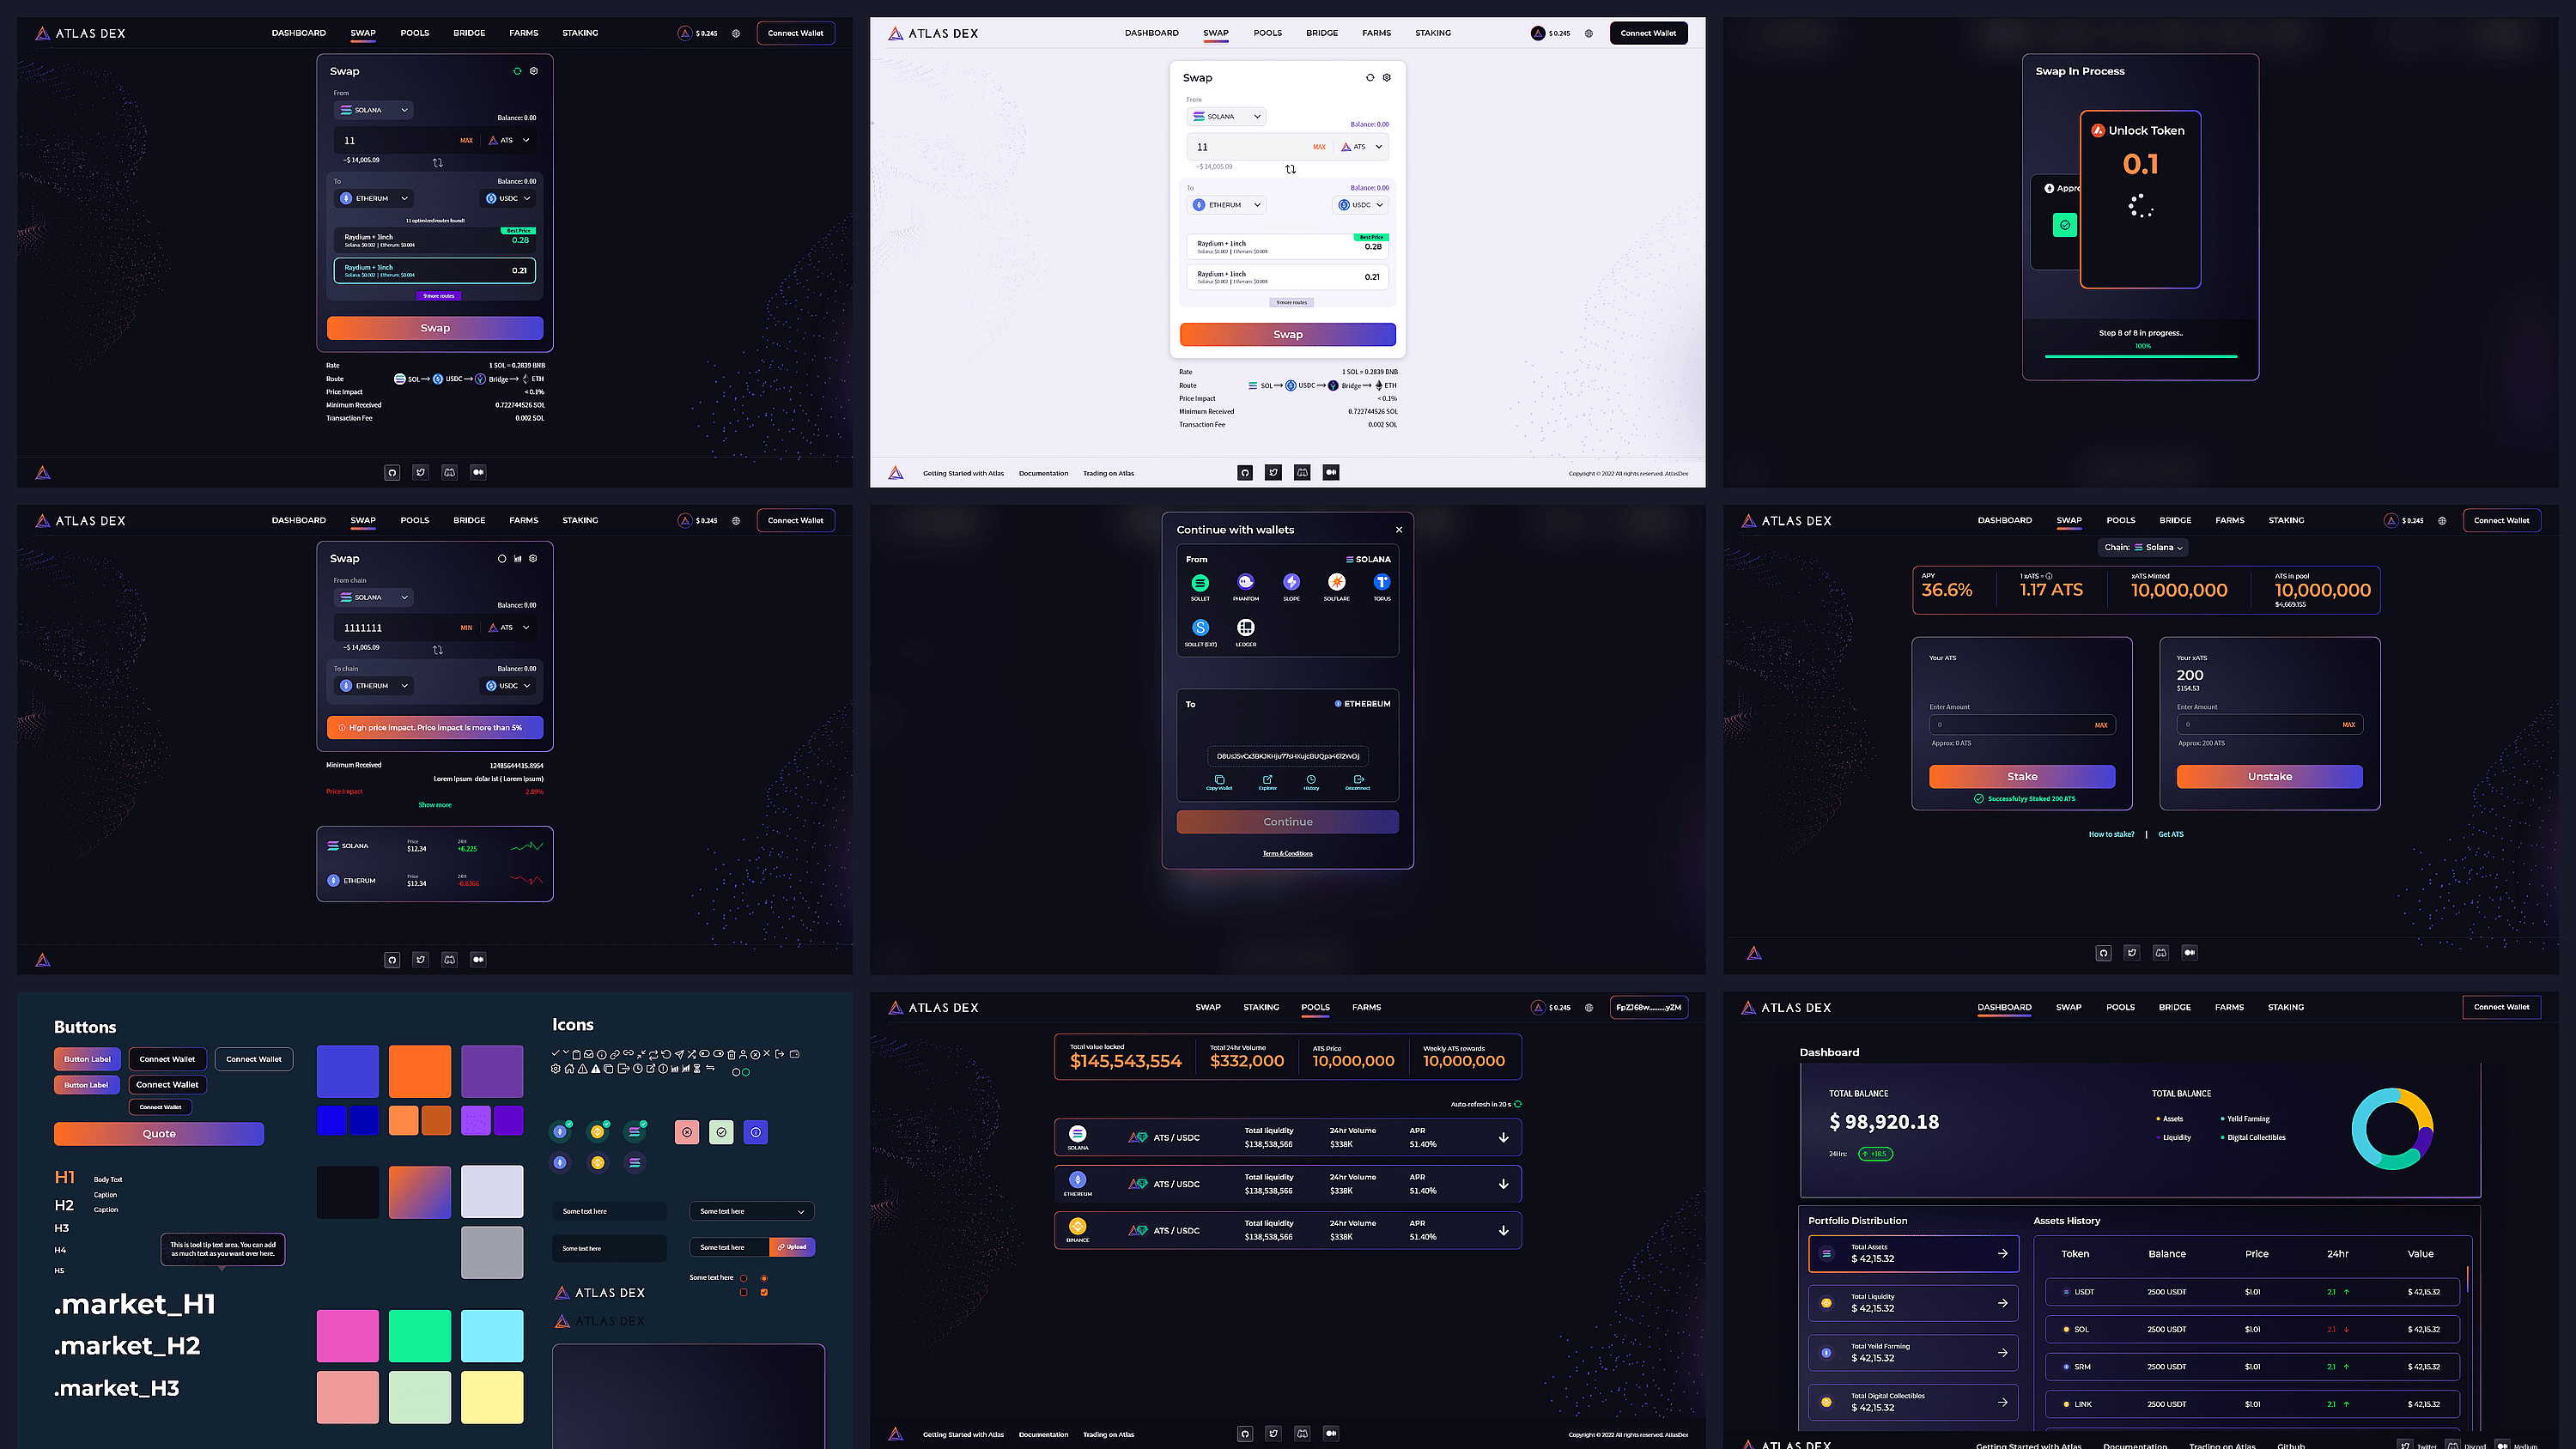 ATLAS DEX
DASHBOARD SWAP POOLS BRIDGE FARMS STAKING
$ 0.245
Connect Wallet
Swap
From
SOLANA
Balance: 0.00
11 MAX ATS
~$ 14,005.09
To Balance: 0.00
ETHERUM USDC
11 optimized routes found!
Best Price
Raydium + 1inch 0.28
Solana: $0.002 | Etherum: $0.004
Raydium + 1inch 0.21
Solana: $0.002 | Etherum: $0.004
9 more routes
Swap
Rate 1 SOL = 0.2839 BNB
Route SOL USDC Bridge ETH
Price Impact < 0.1%
Minimum Received 0.722744526 SOL
Transaction Fee 0.002 SOL
ATLAS DEX
DASHBOARD SWAP POOLS BRIDGE FARMS STAKING
$ 0.245
Connect Wallet
Swap
From
SOLANA
Balance: 0.00
11 MAX ATS
~$ 14,005.09
To Balance: 0.00
ETHERUM USDC
Best Price
Raydium + 1inch 0.28
Solana: $0.002 | Etherum: $0.004
Raydium + 1inch 0.21
Solana: $0.002 | Etherum: $0.004
9 more routes
Swap
Rate 1 SOL = 0.2839 BNB
Route SOL USDC Bridge ETH
Price Impact < 0.1%
Minimum Received 0.722744526 SOL
Transaction Fee 0.002 SOL
Getting Started with Atlas Documentation Trading on Atlas
Copyright © 2022 All rights reserved. AtlasDex
Swap In Process
Unlock Token
0.1
Appro
Step 8 of 8 in progress..
100%
ATLAS DEX
DASHBOARD SWAP POOLS BRIDGE FARMS STAKING
$ 0.245
Connect Wallet
Swap
From chain
SOLANA
Balance: 0.00
1111111 MIN ATS
~$ 14,005.09
To chain Balance: 0.00
ETHERUM USDC
High price impact. Price impact is more than 5%
Minimum Received 12485644415.8954
Lorem Ipsum dolar ist ( Lorem ipsum)
Price Impact 2.89%
Show more
SOLANA Price $12.34 24H +6.225
ETHERUM Price $12.34 24H -0.8366
Continue with wallets
From SOLANA
SOLLET PHANTOM SLOPE SOLFLARE TOPUS
SOLLET (EXT) LEDGER
To ETHEREUM
Copy Wallet Explorer History Disconnect
Continue
Terms & Conditions
ATLAS DEX
DASHBOARD SWAP POOLS BRIDGE FARMS STAKING
$ 0.245
Connect Wallet
Chain: Solana
APY 1 xATS = xATS Minted ATS in pool
36.6% 1.17 ATS 10,000,000 10,000,000
$4,669.155
Your ATS
Enter Amount
0 MAX
Approx: 0 ATS
Stake
Successfulyy Staked 200 ATS
Your xATS
200
$154.53
Enter Amount
0 MAX
Approx: 200 ATS
Unstake
How to stake? | Get ATS
Buttons
Button Label Connect Wallet Connect Wallet
Button Label Connect Wallet
Connect Wallet
Quote
H1 Body Text
Caption
H2 Caption
H3
H4
H5
This is tool tip text area. You can add
as much text as you want over here.
.market_H1
.market_H2
.market_H3
Icons
Some text here Some text here
Some text here Some text here Upload
Some text here
ATLAS DEX
ATLAS DEX
ATLAS DEX
SWAP STAKING POOLS FARMS
$ 0.245
FpZJ68w.........yZM
Total value locked Total 24hr Volume ATS Price Weekly ATS rewards
$145,543,554 $332,000 10,000,000 10,000,000
Auto-refresh in 20 s
SOLANA ATS / USDC Total liquidity 24hr Volume APR
$138,538,566 $338K 51.40%
ETHEREUM ATS / USDC Total liquidity 24hr Volume APR
$138,538,566 $338K 51.40%
BINANCE ATS / USDC Total liquidity 24hr Volume APR
$138,538,566 $338K 51.40%
Getting Started with Atlas Documentation Trading on Atlas
Copyright © 2022 All rights reserved. AtlasDex
ATLAS DEX
DASHBOARD SWAP POOLS BRIDGE FARMS STAKING
Connect Wallet
Dashboard
TOTAL BALANCE
$ 98,920.18
24Hrs: +18.5
TOTAL BALANCE
Assets Yeild Farming
Liquidity Digital Collectibles
Portfolio Distribution
Total Assets
$ 42,15.32
Total Liquidity
$ 42,15.32
Total Yeild Farming
$ 42,15.32
Total Digital Collectibles
$ 42,15.32
Assets History
Token Balance Price 24hr Value
USDT 2500 USDT $1.01 2.1 $ 42,15.32
SOL 2500 USDT $1.01 2.1 $ 42,15.32
SRM 2500 USDT $1.01 2.1 $ 42,15.32
LINK 2500 USDT $1.01 2.1 $ 42,15.32
ATLAS DEX
Getting Started with Atlas Documentation Trading on Atlas Github
Twitter Discord Medium